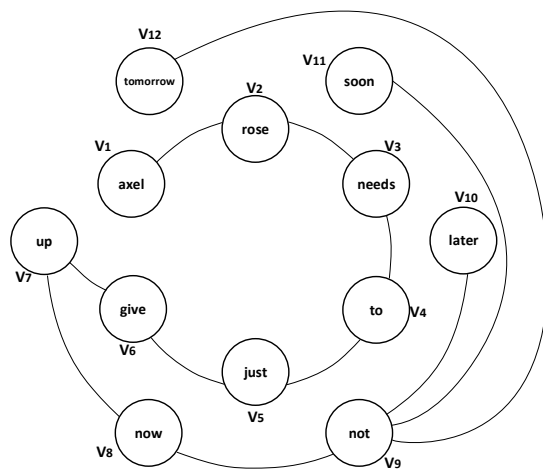 V12
tomorrow
V11
soon
V2
rose
V1
axel
V3
needs
V10
later
up
V7
give
V6
to
V4
just
V5
now
V8
not
V9